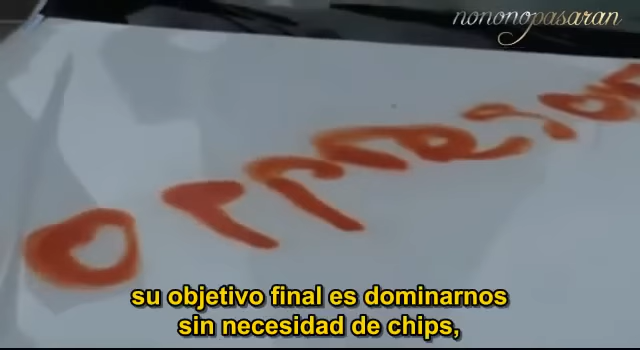 nononopasaran
su objetivo final es dominarnos
sin necesidad de chips,